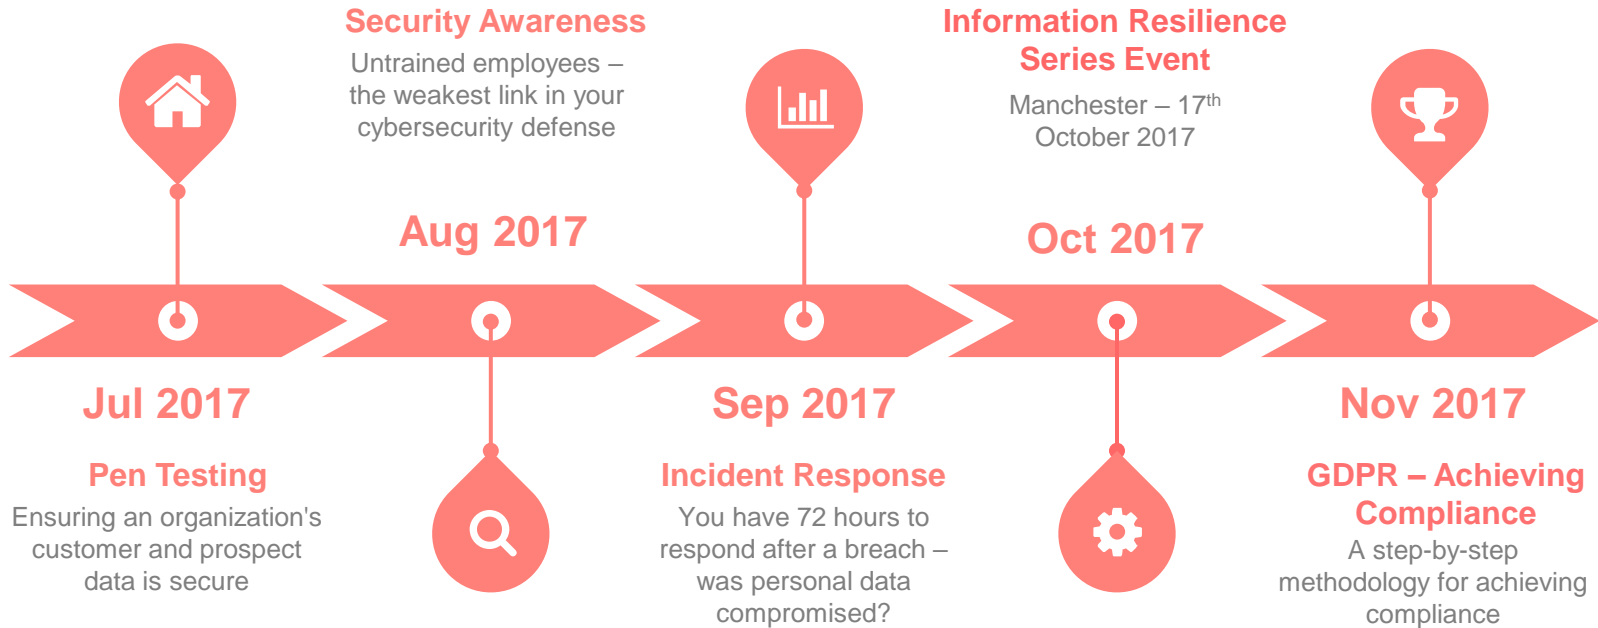 Security Awareness
Untrained employees –
the weakest link in your
cybersecurity defense
Information Resilience
Series Event
Manchester – 17th
October 2017
Aug 2017
Oct 2017
Jul 2017
Pen Testing
Ensuring an organization's
customer and prospect
data is secure
Sep 2017
Incident Response
You have 72 hours to
respond after a breach –
was personal data
compromised?
Nov 2017
GDPR – Achieving
Compliance
A step-by-step
methodology for achieving
compliance